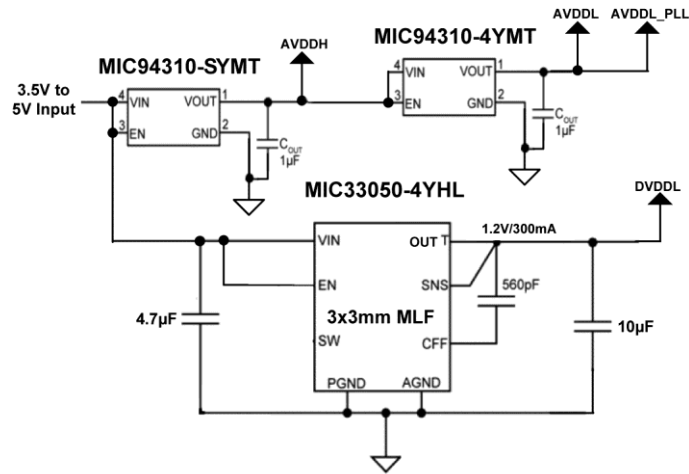 AVDDL AVDDL_PLL
AVDDH
MIC94310-4YMT
MIC94310-SYMT
3.5V to
5V Input
4 VIN VOUT 1
3 EN GND 2
C_OUT
1µF
4 VIN VOUT 1
3 EN GND 2
C_OUT
1µF
MIC33050-4YHL
DVDDL
VIN OUT T
1.2V/300mA
EN SNS
560pF
4.7µF
3x3mm MLF
10µF
SW CFF
PGND AGND